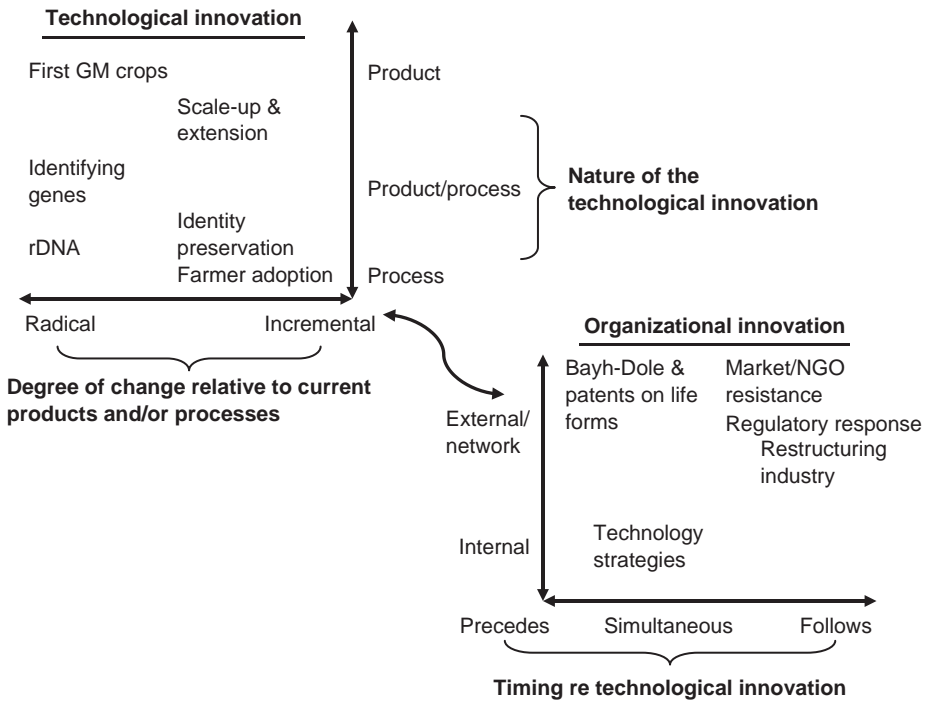 Technological innovation
First GM crops
Product
Scale-up &
extension
Identifying
genes
Product/process
Nature of the
technological innovation
Identity
preservation
rDNA
Farmer adoption
Process
Radical
Incremental
Degree of change relative to current
products and/or processes
Organizational innovation
Bayh-Dole &
patents on life
forms
Market/NGO
resistance
Regulatory response
Restructuring
industry
External/
network
Internal
Technology
strategies
Precedes
Simultaneous
Follows
Timing re technological innovation